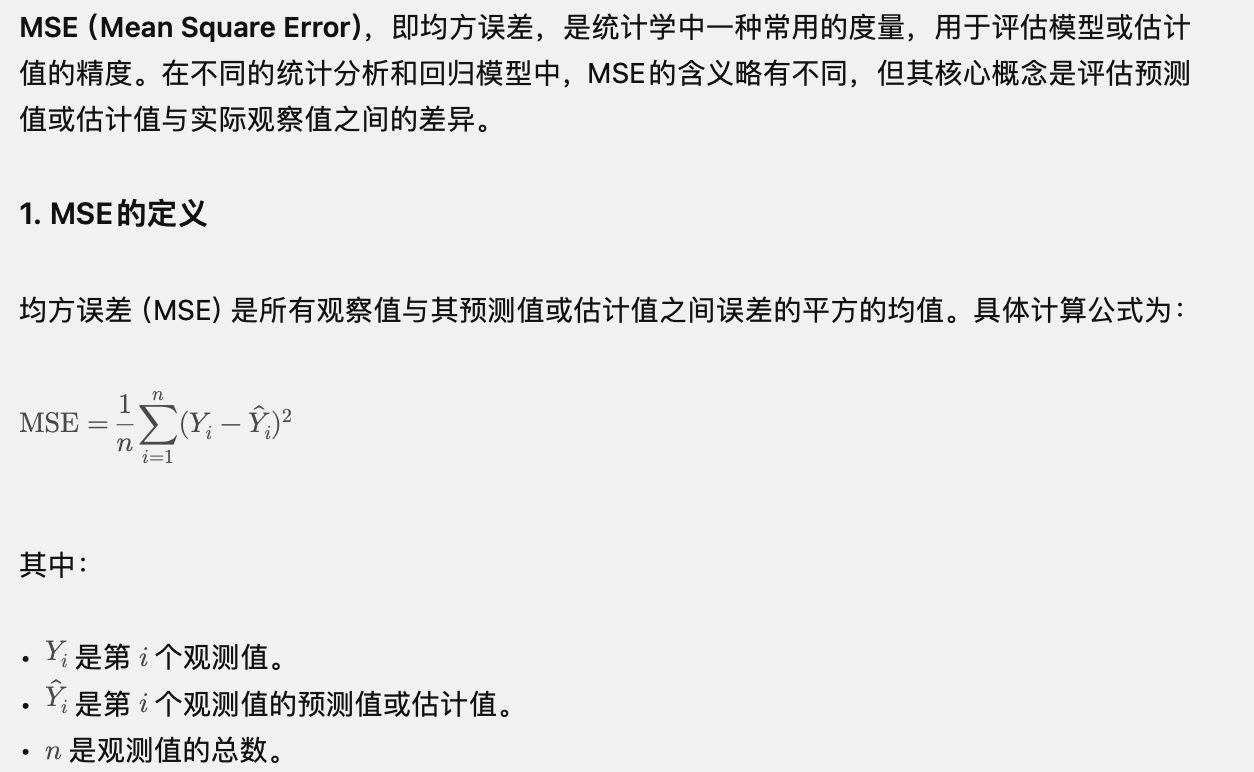 MSE（Mean Square Error)，即均方误差，是统计学中一种常用的度量，用于评估模型或估计
值的精度。在不同的统计分析和回归模型中，MSE的含义略有不同，但其核心概念是评估预测
值或估计值与实际观察值之间的差异。
1. MSE的定义
均方误差（MSE）是所有观察值与其预测值或估计值之间误差的平方的均值。具体计算公式为：
$\mathrm{MSE} = \frac{1}{n} \sum_{i=1}^{n} (Y_i - \hat{Y}_i)^2$
其中：
• $Y_i$ 是第 $i$ 个观测值。
• $\hat{Y}_i$ 是第 $i$ 个观测值的预测值或估计值。
• $n$ 是观测值的总数。